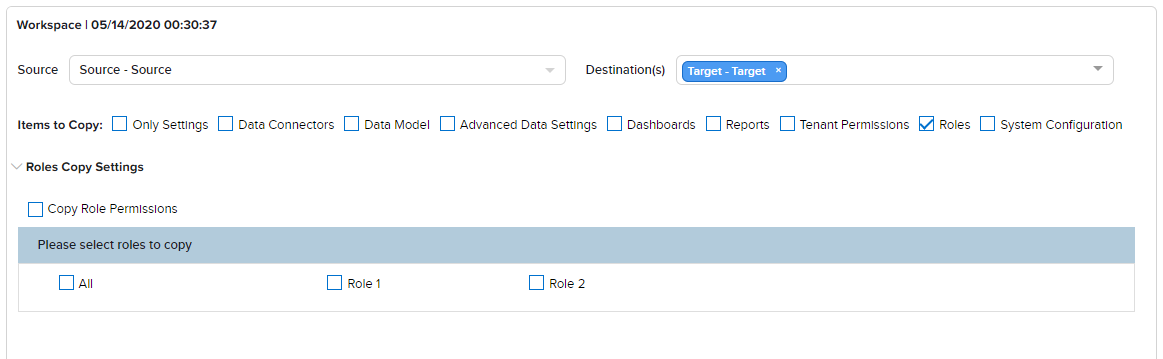 Workspace | 05/14/2020 00:30:37
Source Source - Source Destination(s) Target - Target ×
Items to Copy: Only Settings Data Connectors Data Model Advanced Data Settings Dashboards Reports Tenant Permissions Roles System Configuration
Roles Copy Settings
Copy Role Permissions
Please select roles to copy
All Role 1 Role 2